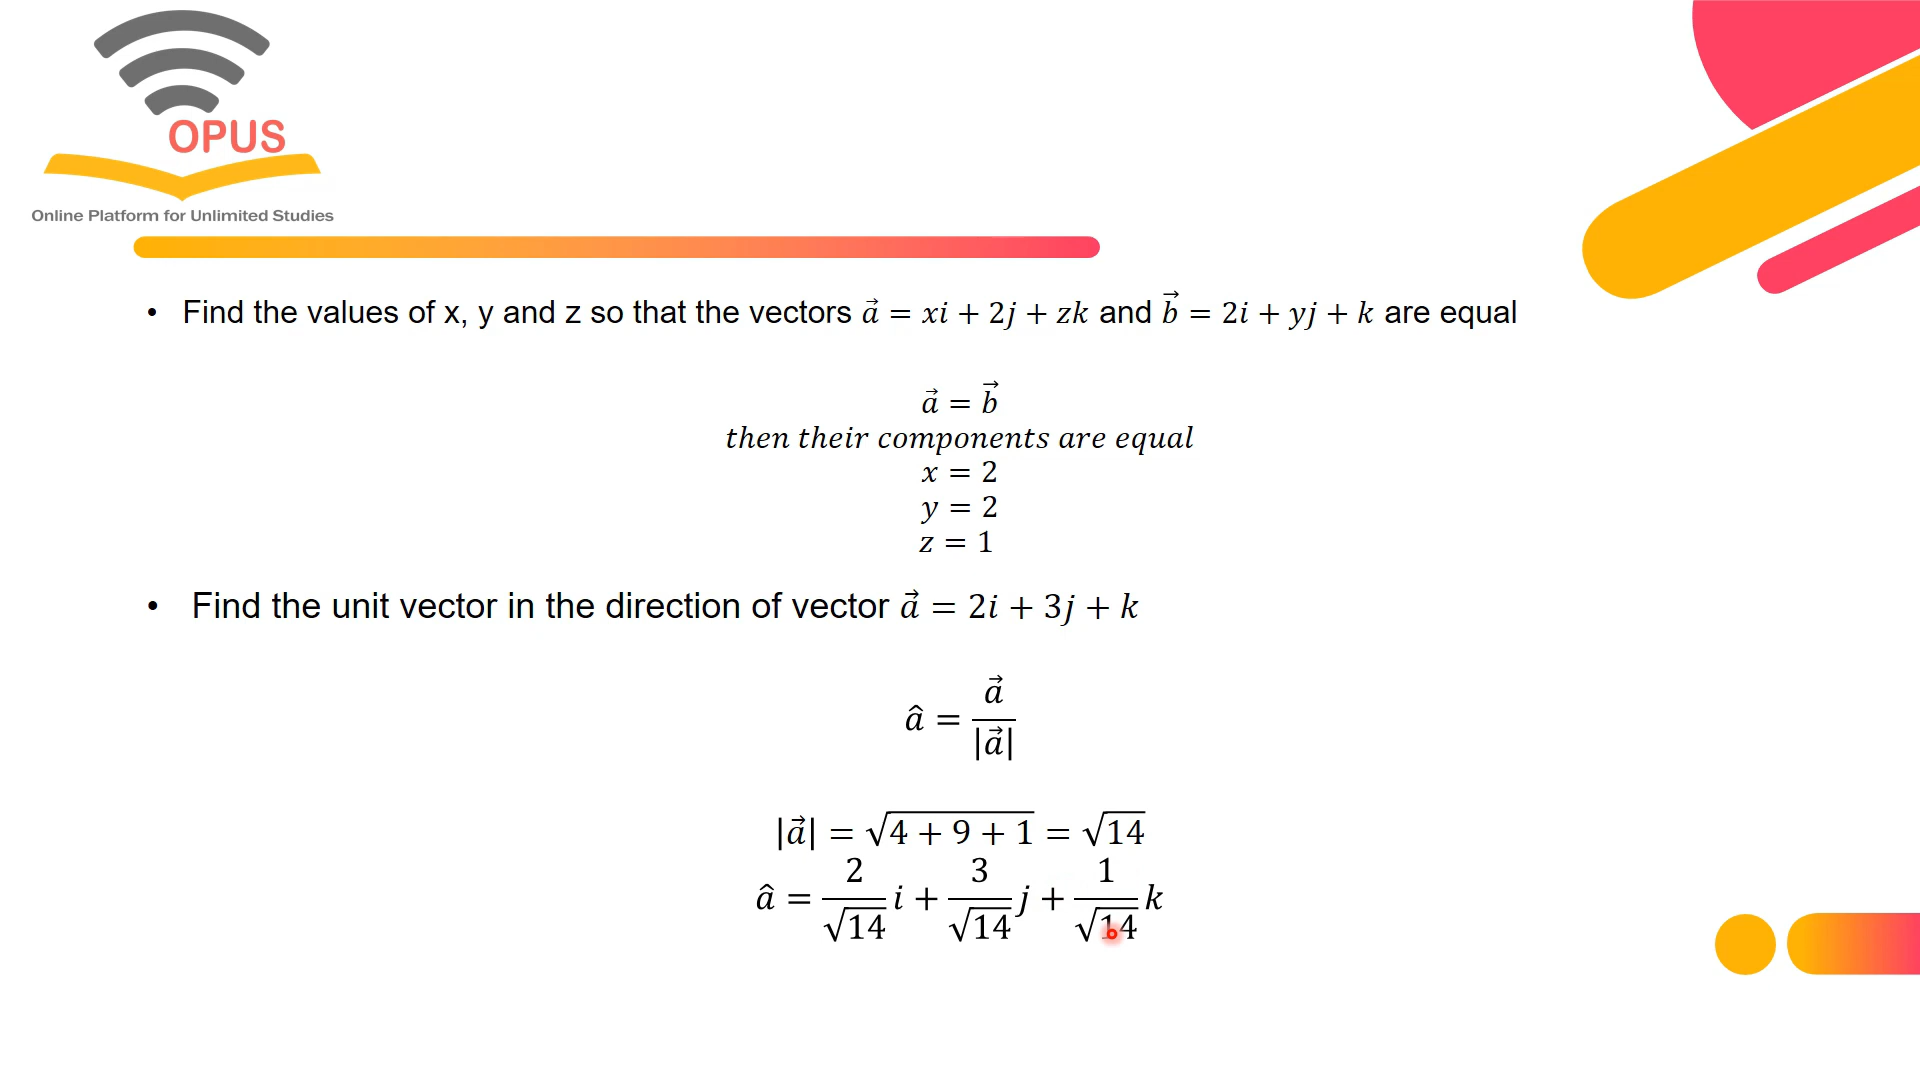 OPUS
Online Platform for Unlimited Studies
• Find the values of x, y and z so that the vectors a⃗ = xi + 2j + zk and b⃗ = 2i + yj + k are equal
a⃗ = b⃗
then their components are equal
x = 2
y = 2
z = 1
• Find the unit vector in the direction of vector a⃗ = 2i + 3j + k
â = a⃗/|a⃗|
|a⃗| = √(4 + 9 + 1) = √14
â = 2/√14 i + 3/√14 j + 1/√14 k